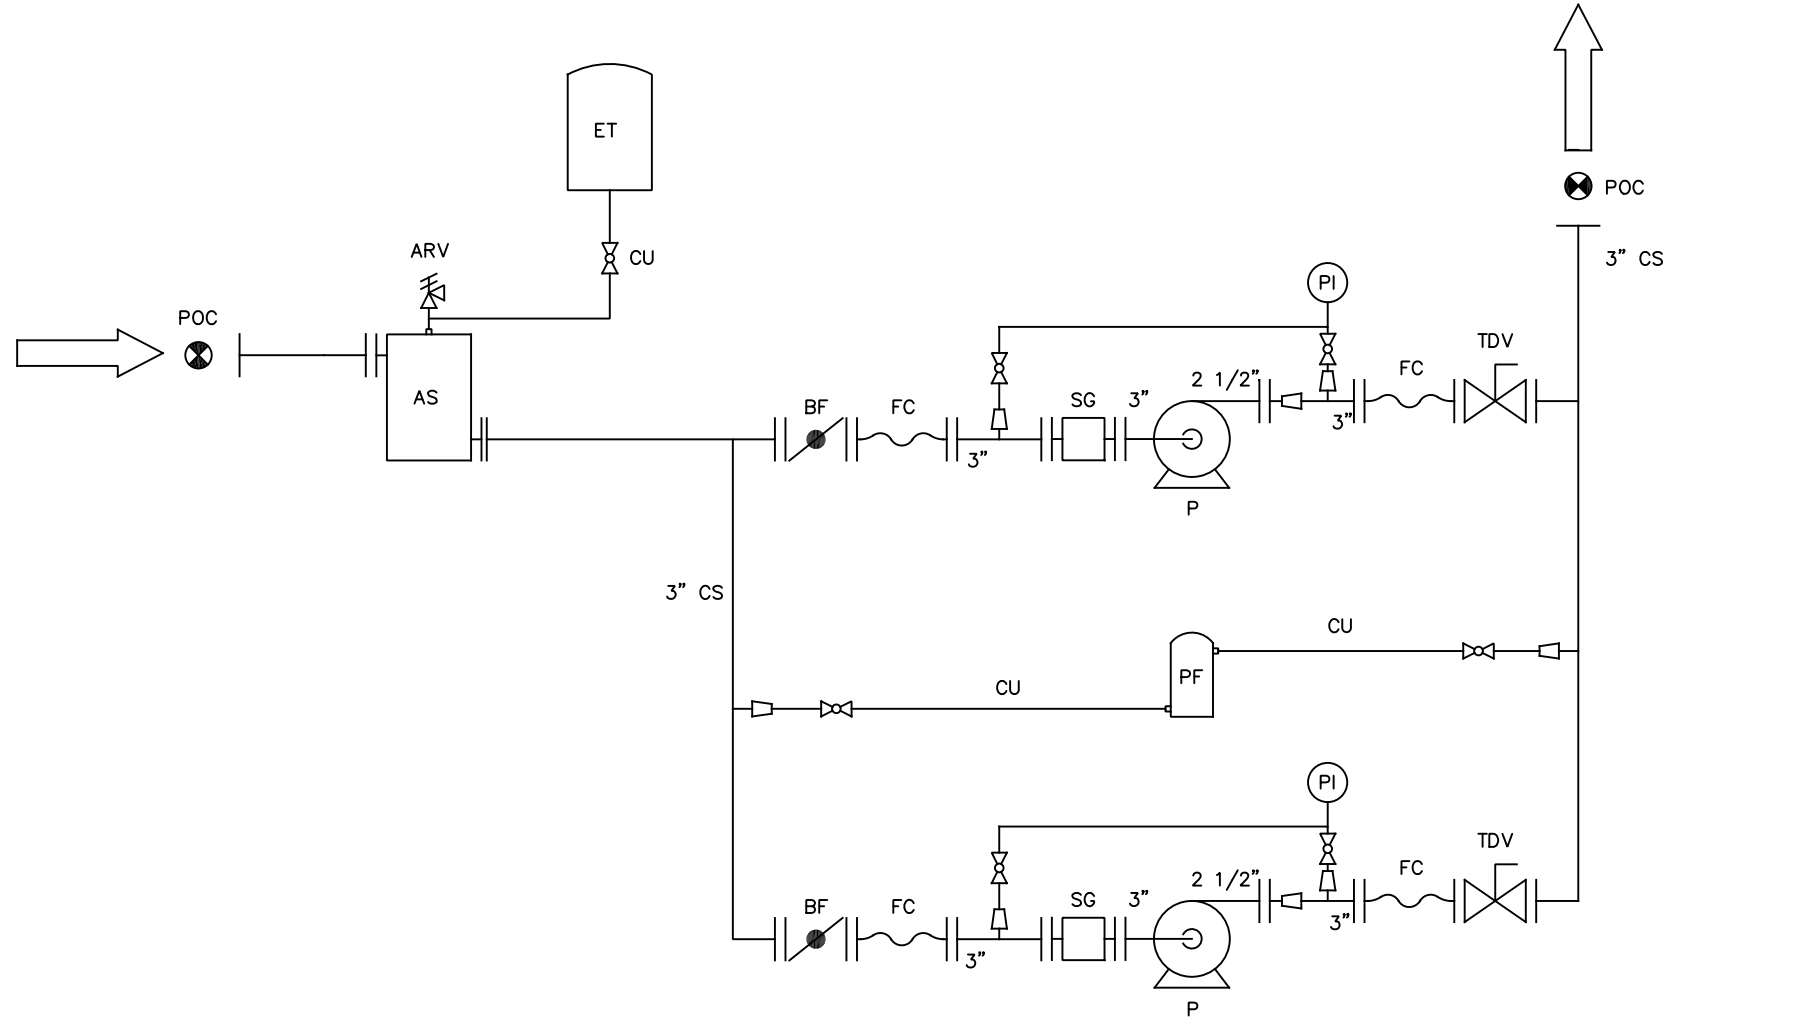 ET
POC
ARV
CU
3” CS
PI
POC
TDV
FC
2 1/2”
AS
SG
3”
BF
FC
3”
3”
P
3” CS
CU
PF
CU
PI
TDV
FC
2 1/2”
SG
3”
BF
FC
3”
3”
P